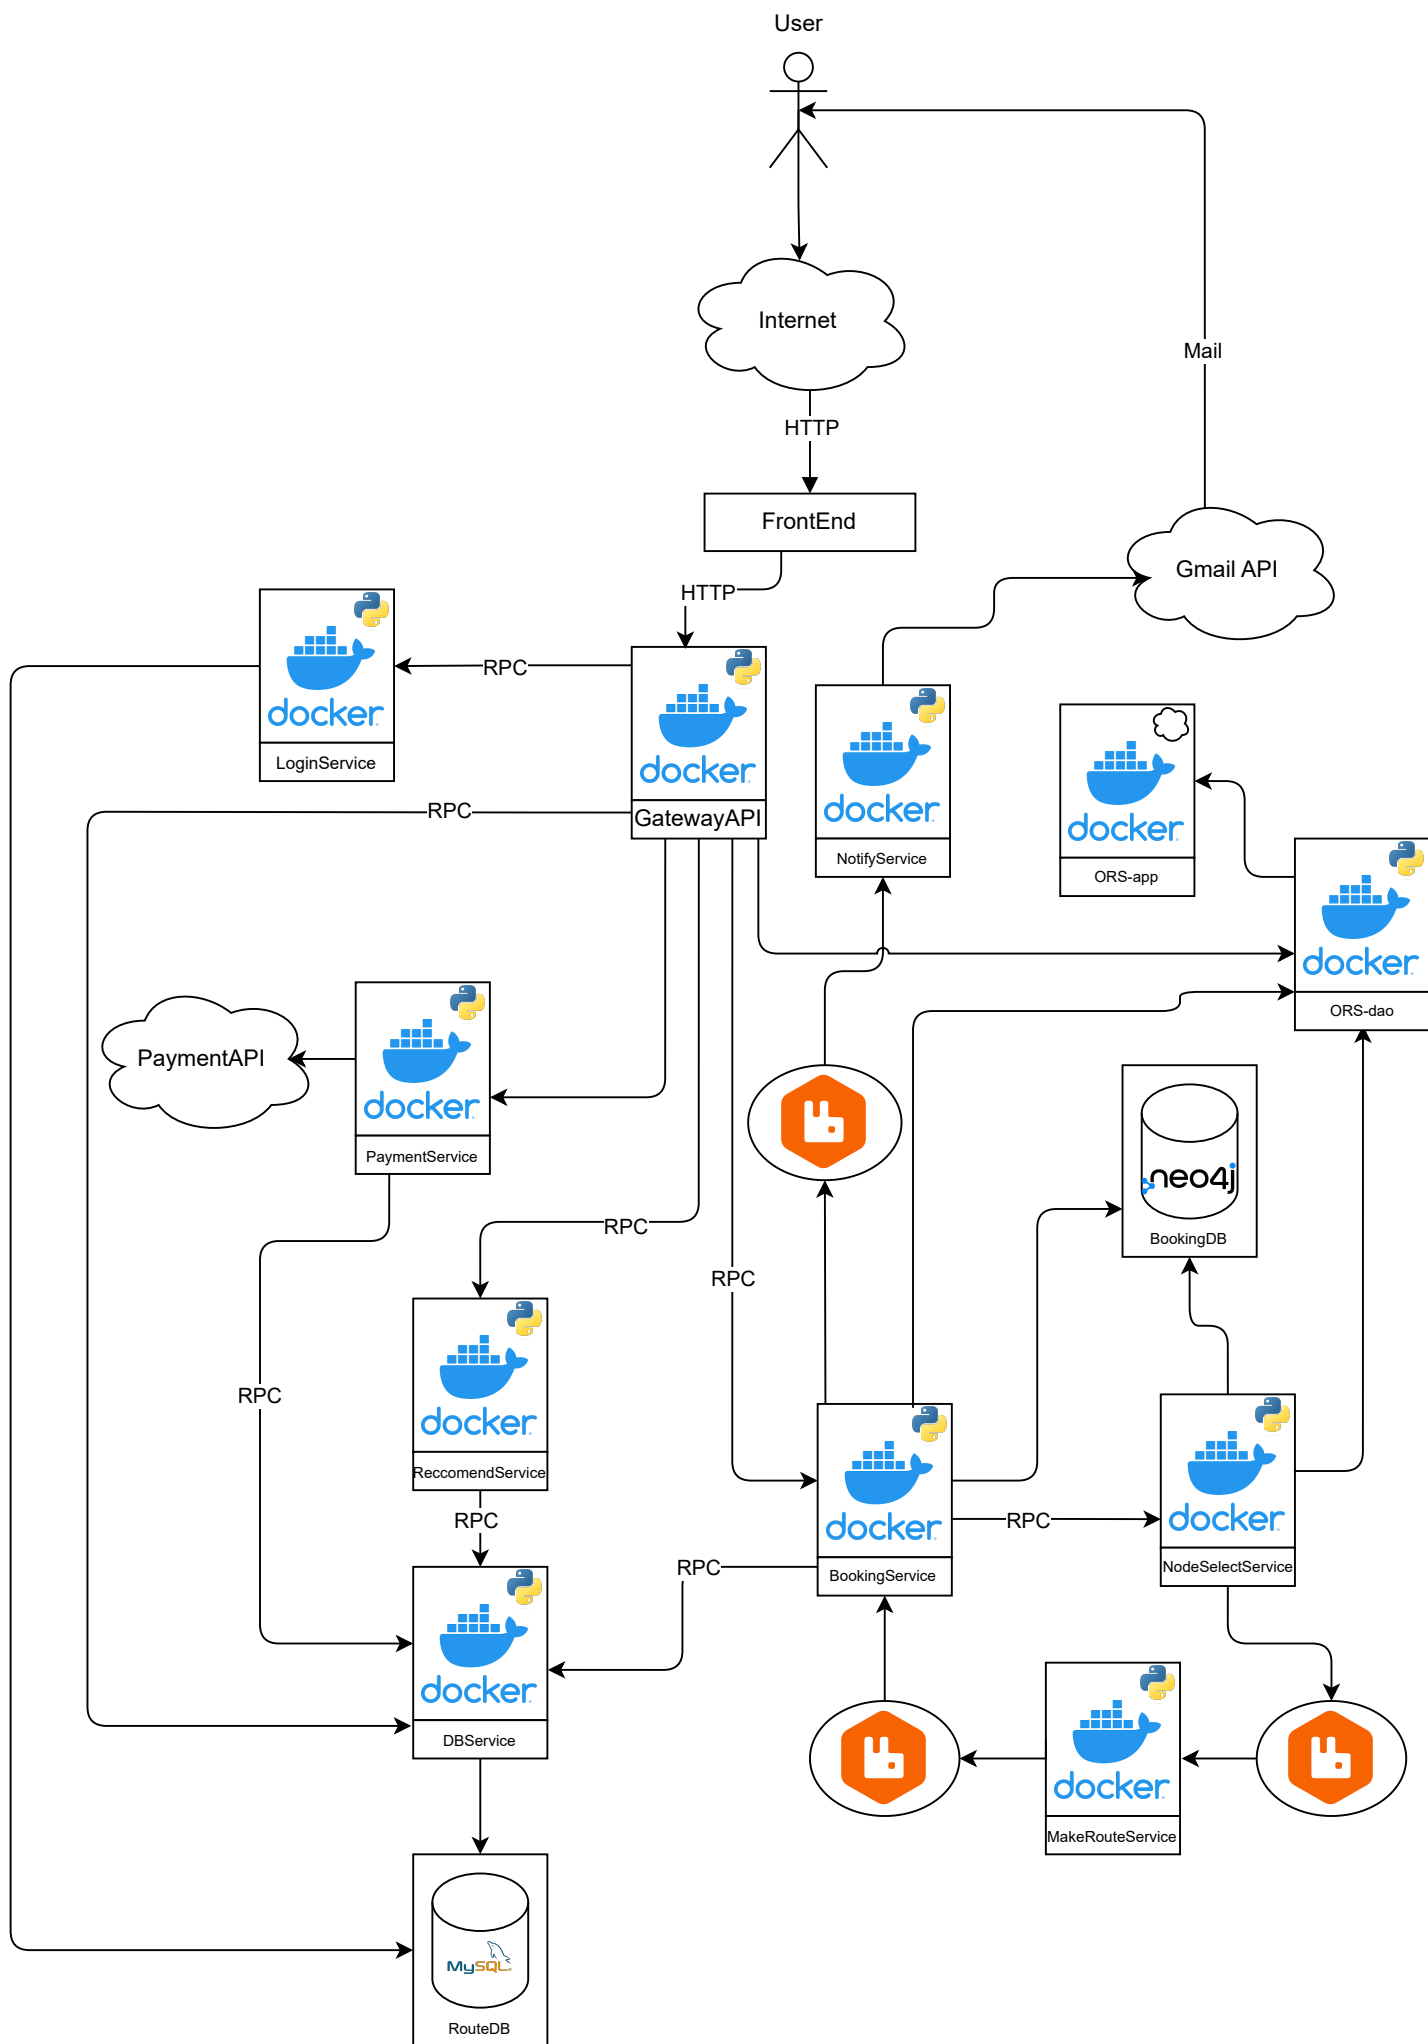 User
Internet
Mail
HTTP
FrontEnd
Gmail API
HTTP
RPC
docker
LoginService
docker
GatewayAPI
docker
NotifyService
docker
ORS-app
RPC
docker
ORS-dao
PaymentAPI
docker
PaymentService
neo4j
BookingDB
RPC
RPC
RPC
docker
ReccomendService
RPC
docker
BookingService
RPC
docker
NodeSelectService
RPC
docker
DBService
docker
MakeRouteService
MySQL
RouteDB